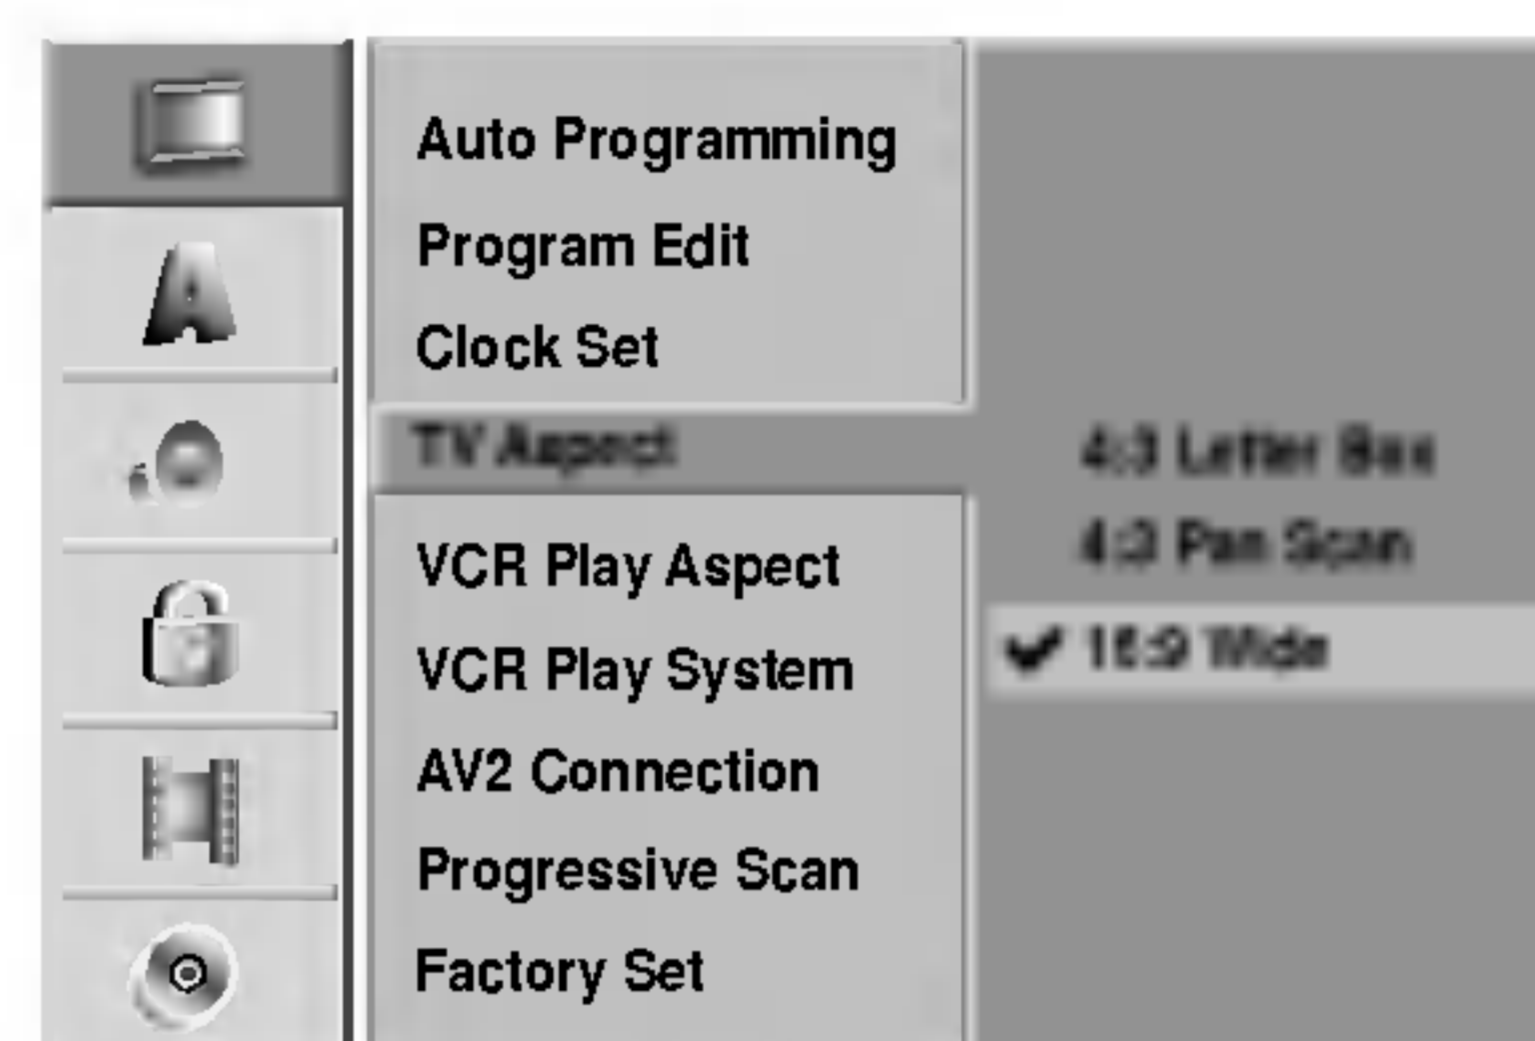 Auto Programming
Program Edit
Clock Set
TV Aspect
4:3 Letter Box
4:3 Pan Scan
VCR Play Aspect
16:9 Wide
VCR Play System
AV2 Connection
Progressive Scan
Factory Set